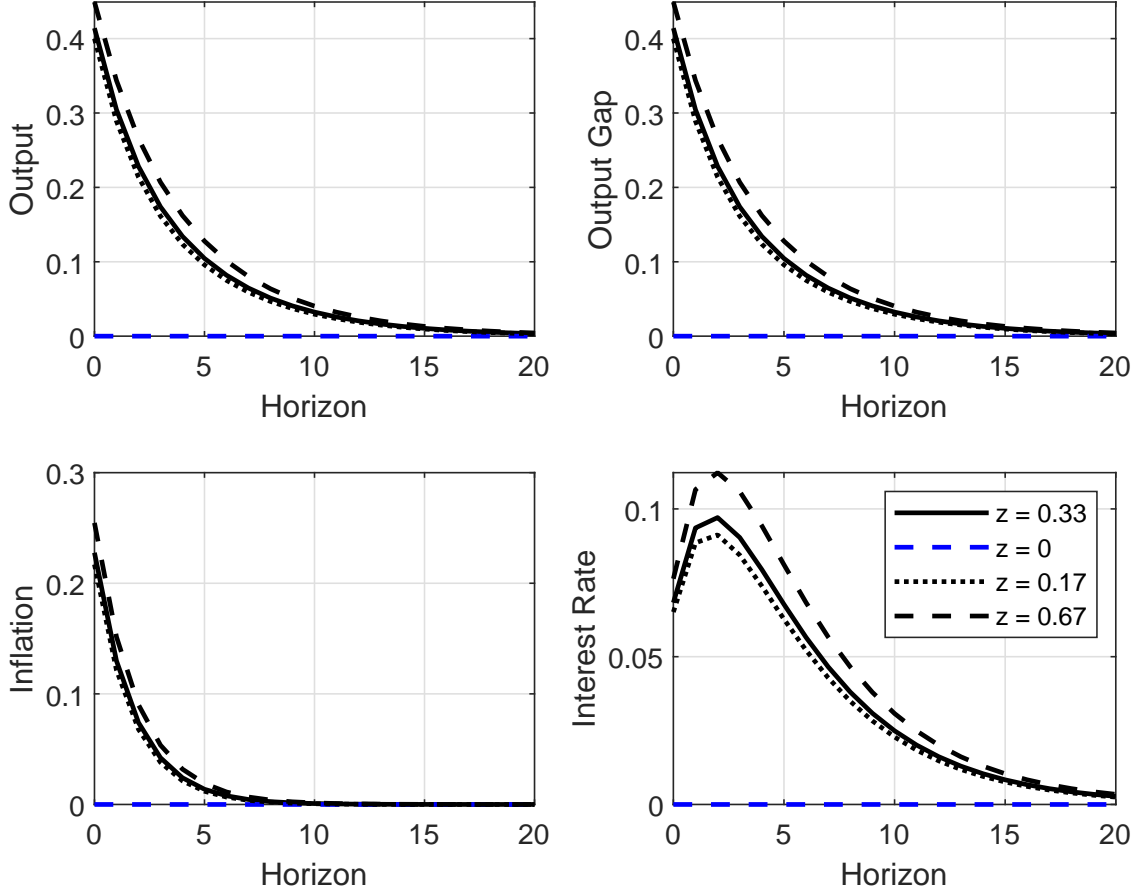 Output
0.4
0.3
0.2
0.1
0
0 5 10 15 20
Horizon
Output Gap
0.4
0.3
0.2
0.1
0
0 5 10 15 20
Horizon
Inflation
0.3
0.2
0.1
0
0 5 10 15 20
Horizon
Interest Rate
0.1
0.05
0
0 5 10 15 20
Horizon
z = 0.33
z = 0
z = 0.17
z = 0.67